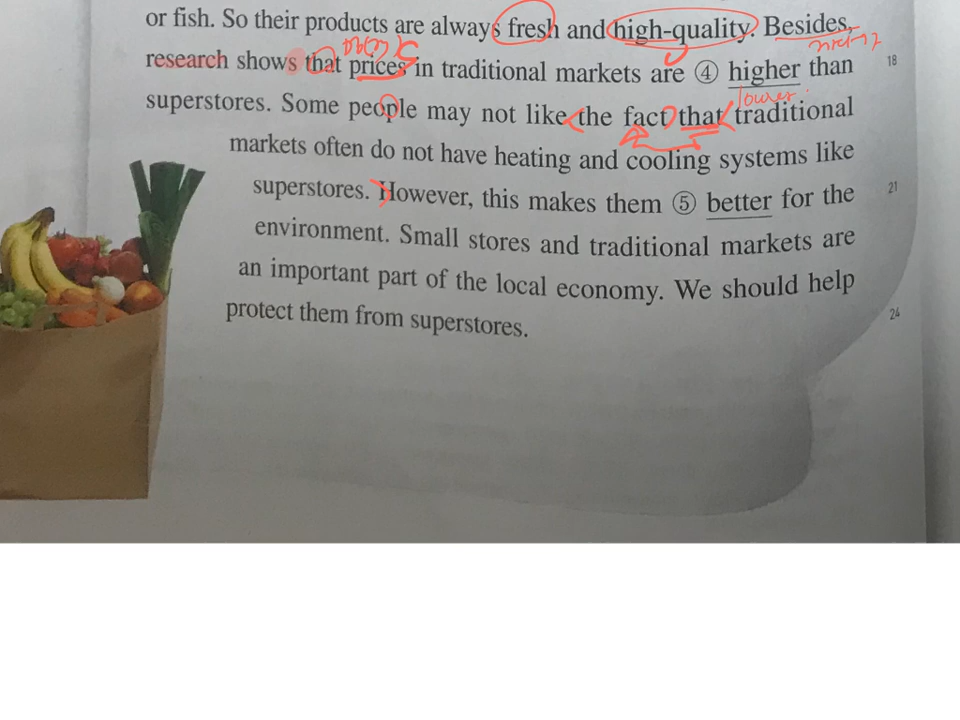 or fish. So their products are always fresh and high-quality. Besides,
research shows that prices in traditional markets are ④ higher than
18
lower
superstores. Some people may not like the fact that traditional
markets often do not have heating and cooling systems like
superstores. However, this makes them ⑤ better for the
21
environment. Small stores and traditional markets are
an important part of the local economy. We should help
protect them from superstores.
24